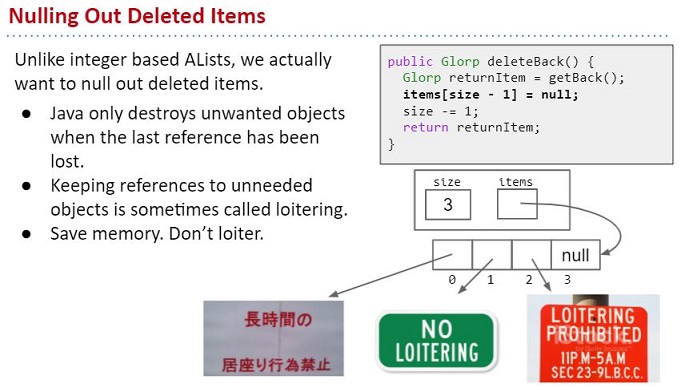 Nulling Out Deleted Items
Unlike integer based ALists, we actually
want to null out deleted items.
● Java only destroys unwanted objects
when the last reference has been
lost.
● Keeping references to unneeded
objects is sometimes called loitering.
● Save memory. Don’t loiter.
public Glorp deleteBack() {
Glorp returnItem = getBack();
items[size - 1] = null;
size -= 1;
return returnItem;
}
size items
3
null
0 1 2 3
長時間の
居座り行為禁止
NO
LOITERING
LOITERING
PROHIBITED
11P.M-5A.M
SEC 23-9L.B.C.C.